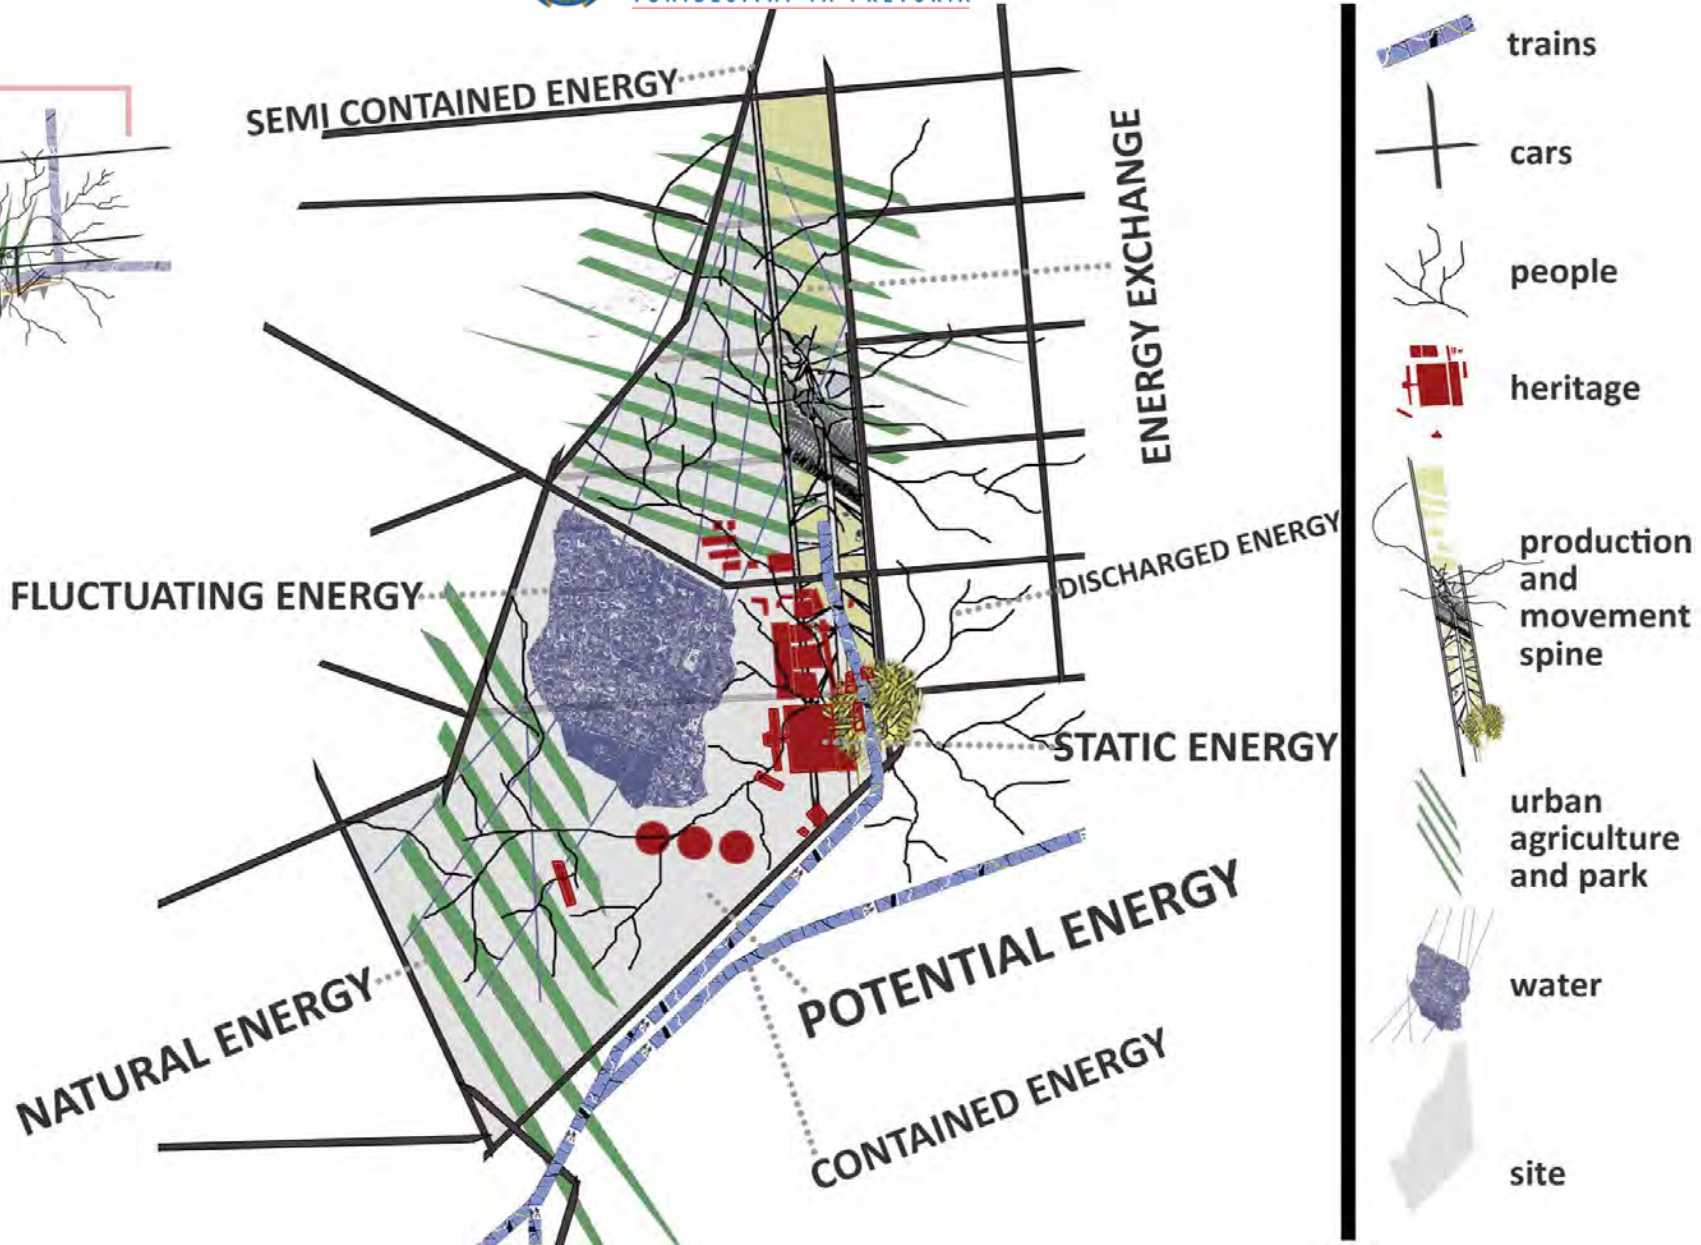 SEMI CONTAINED ENERGY
ENERGY EXCHANGE
FLUCTUATING ENERGY
DISCHARGED ENERGY
STATIC ENERGY
POTENTIAL ENERGY
NATURAL ENERGY
CONTAINED ENERGY
trains
cars
people
heritage
production
and
movement
spine
urban
agriculture
and park
water
site